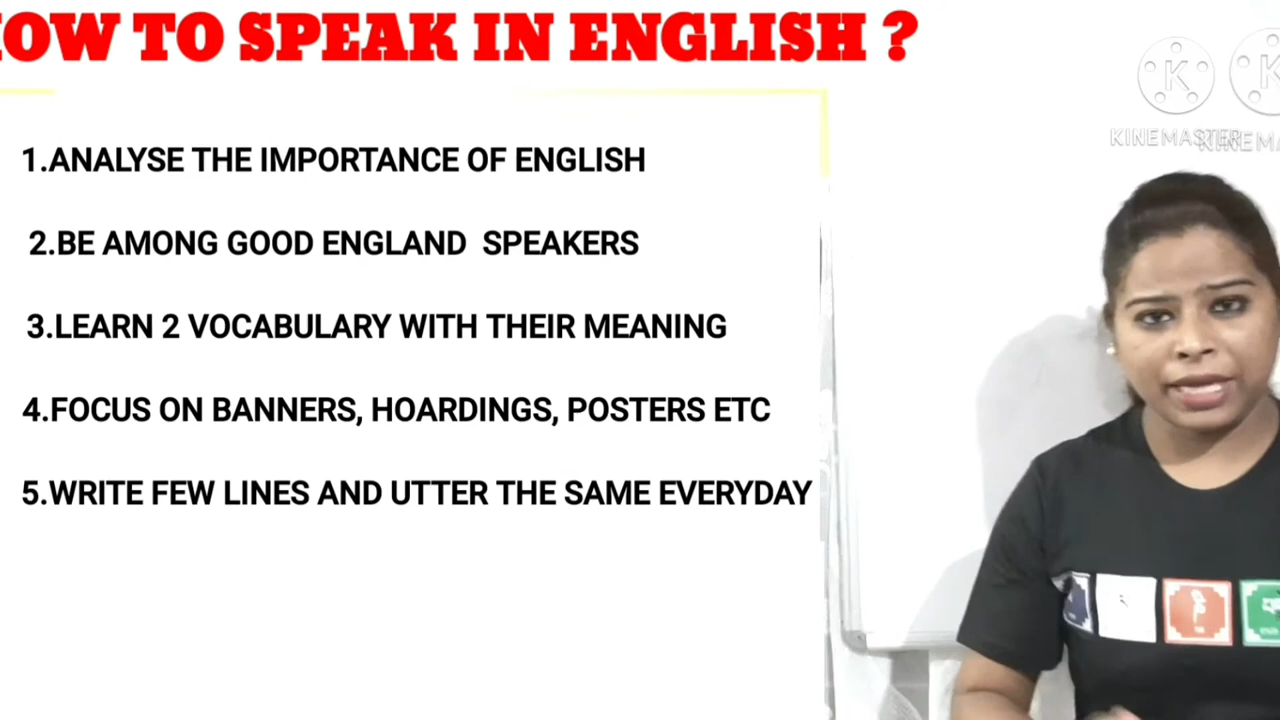 OW TO SPEAK IN ENGLISH ?
1.ANALYSE THE IMPORTANCE OF ENGLISH
2.BE AMONG GOOD ENGLAND SPEAKERS
3.LEARN 2 VOCABULARY WITH THEIR MEANING
4.FOCUS ON BANNERS, HOARDINGS, POSTERS ETC
5.WRITE FEW LINES AND UTTER THE SAME EVERYDAY
K
KINEMASTER
K
KINEMA